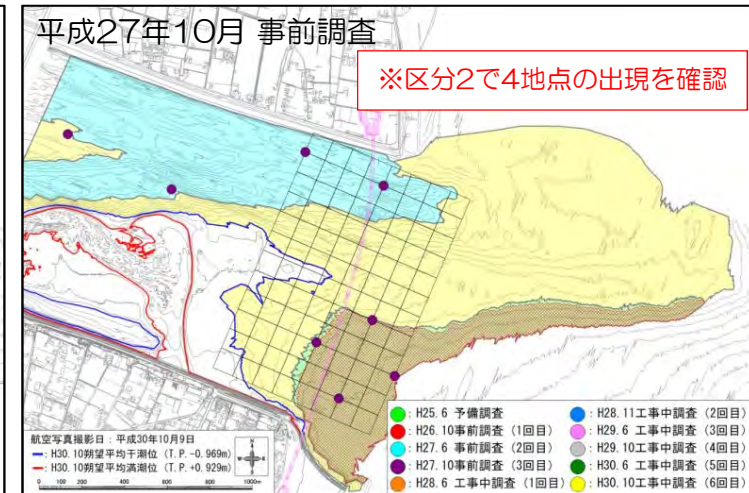 平成27年10月 事前調査
※区分2で4地点の出現を確認
航空写真撮影日：平成30年10月9日
: H30.10朔望平均干潮位 (T.P.-0.969m)
: H30.10朔望平均満潮位 (T.P.+0.929m)
0 200 400 600 800 1000m
: H25.6 予備調査
: H26.10事前調査 (1回目)
: H27.6 事前調査 (2回目)
: H27.10事前調査 (3回目)
: H28.6 工事中調査 (1回目)
: H28.11工事中調査 (2回目)
: H29.6 工事中調査 (3回目)
: H29.10工事中調査 (4回目)
: H30.6 工事中調査 (5回目)
: H30.10工事中調査 (6回目)